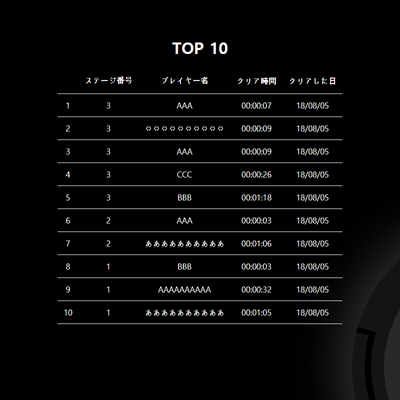 TOP 10
ステージ番号 プレイヤー名 クリア時間 クリアした日
1 3 AAA 00:00:07 18/08/05
2 3 ㅇㅇㅇㅇㅇㅇㅇㅇㅇㅇ 00:00:09 18/08/05
3 3 AAA 00:00:09 18/08/05
4 3 CCC 00:00:26 18/08/05
5 3 BBB 00:01:18 18/08/05
6 2 AAA 00:00:03 18/08/05
7 2 ああああああああああ 00:01:06 18/08/05
8 1 BBB 00:00:03 18/08/05
9 1 AAAAAAAAAA 00:00:32 18/08/05
10 1 ああああああああああ 00:01:05 18/08/05